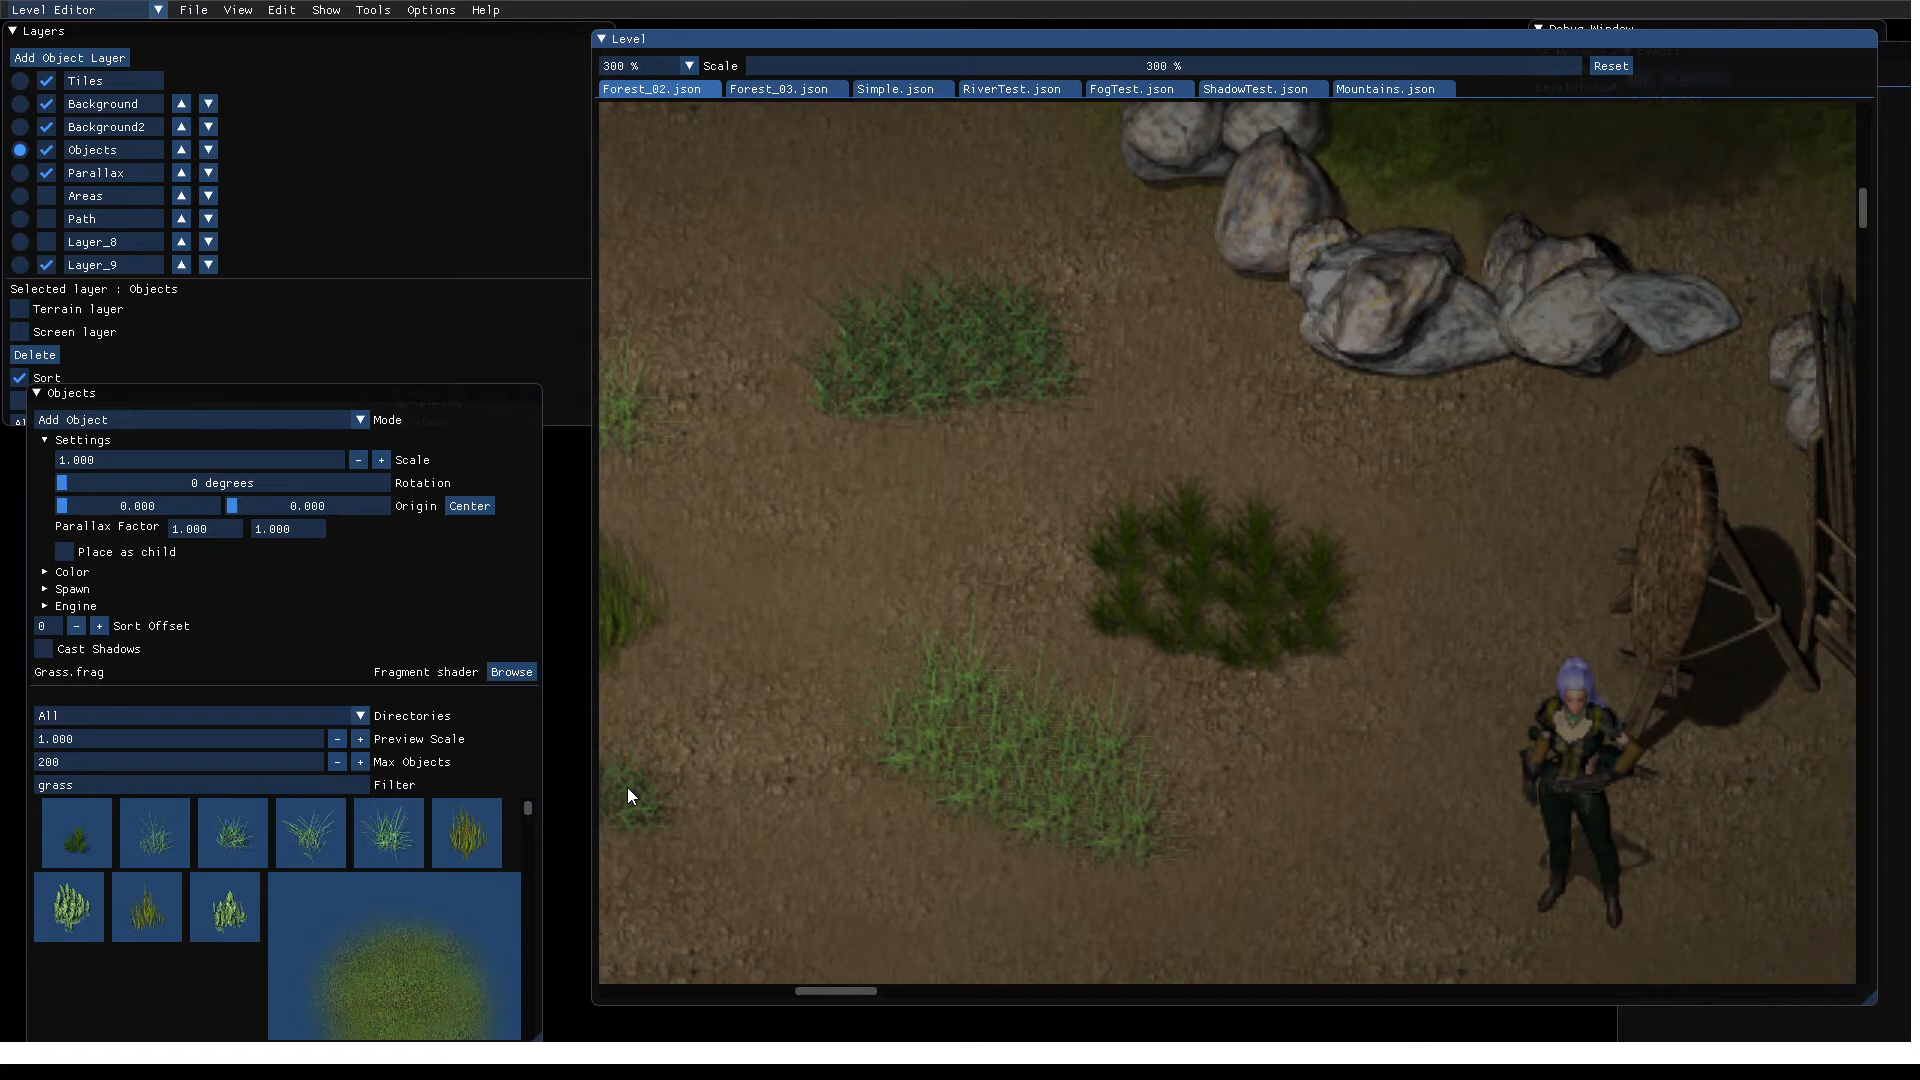 Level Editor File View Edit Show Tools Options Help
Layers
Add Object Layer
Tiles
Background
Background2
Objects
Parallax
Areas
Path
Layer_8
Layer_9
Selected layer : Objects
Terrain layer
Screen layer
Delete
Sort
Objects
Add Object Mode
Settings
1.000 - + Scale
0 degrees Rotation
0.000 0.000 Origin Center
Parallax Factor 1.000 1.000
Place as child
Color
Spawn
Engine
0 - + Sort Offset
Cast Shadows
Grass.frag Fragment shader Browse
All Directories
1.000 - + Preview Scale
200 - + Max Objects
grass Filter
Level
300 % Scale 300 % Reset
Forest_02.json Forest_03.json Simple.json RiverTest.json FogTest.json ShadowTest.json Mountains.json
Debug Window